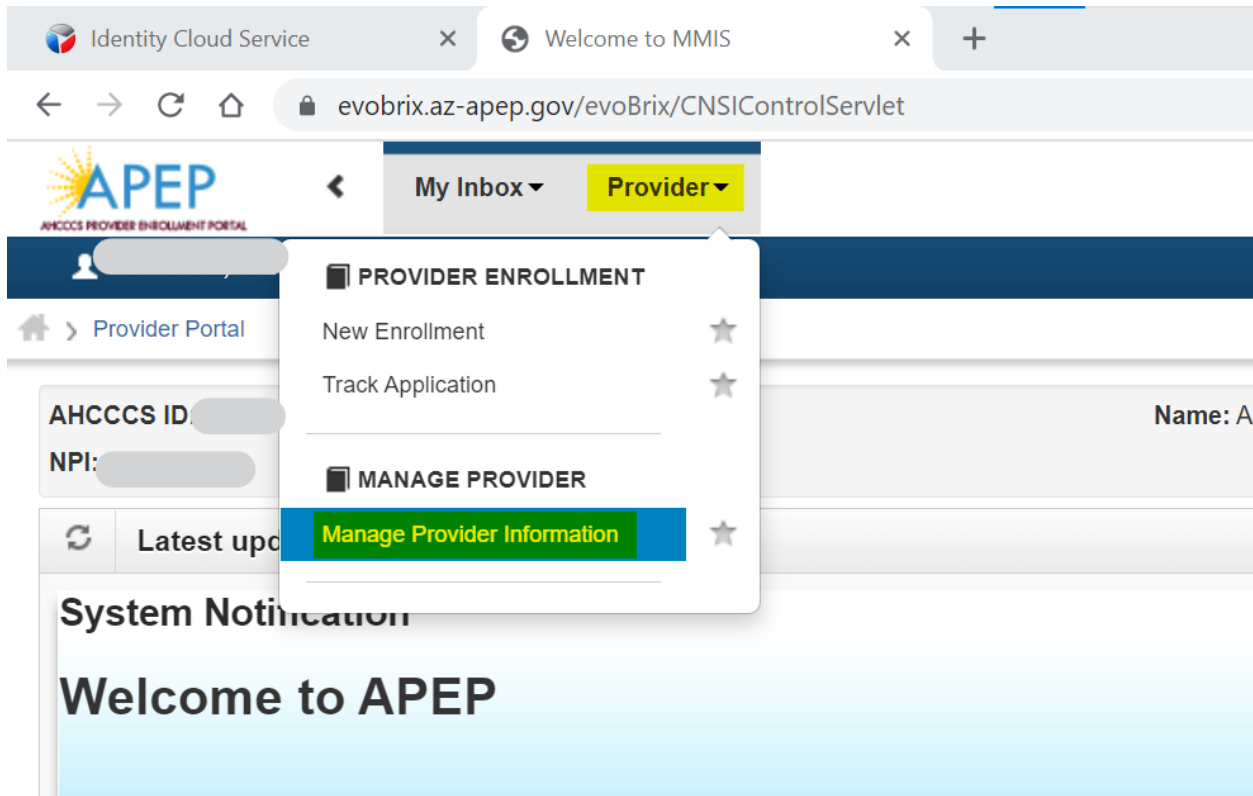 Identity Cloud Service
Welcome to MMIS
evobrix.az-apep.gov/evoBrix/CNSIControlServlet
APEP
AHCCCS PROVIDER ENROLLMENT PORTAL
My Inbox
Provider
PROVIDER ENROLLMENT
New Enrollment
Track Application
MANAGE PROVIDER
Manage Provider Information
Provider Portal
AHCCCS ID:
Name: A
NPI:
Latest upd
System Notification
Welcome to APEP